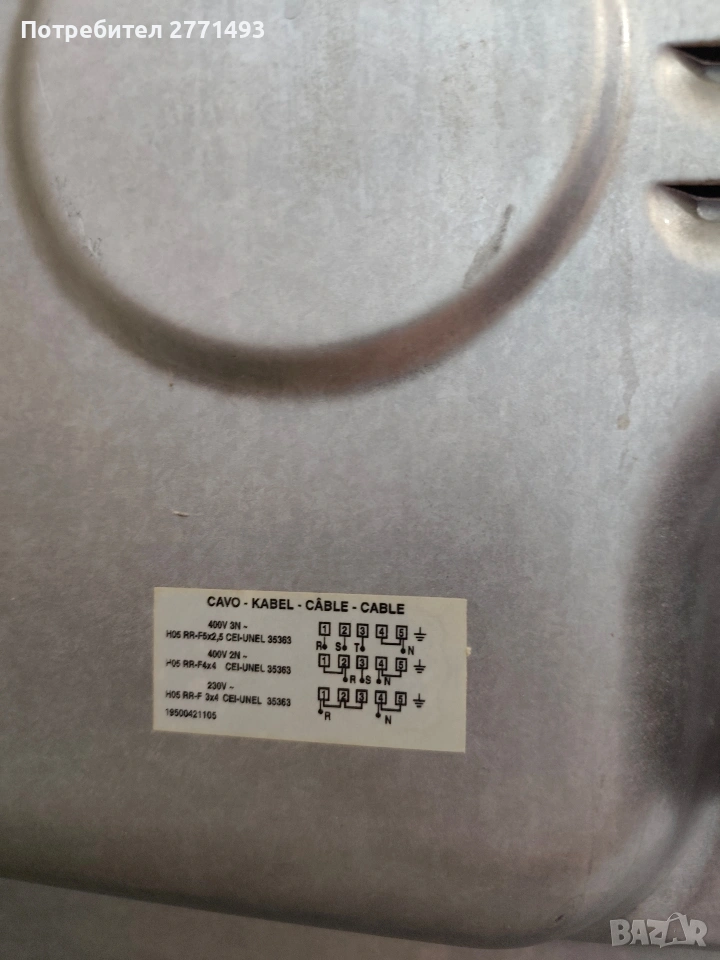 Потребител 2771493
CAVO - KABEL - CÂBLE - CABLE
400V 3N ~
H05 RR-F5x2,5 CEI-UNEL 35363
1 2 3 4 5
R S T N
400V 2N ~
H05 RR-F4x4 CEI-UNEL 35363
1 2 3 4 5
R S N
230V ~
H05 RR-F 3x4 CEI-UNEL 35363
1 2 3 4 5
R N
19500421105
BAZAR